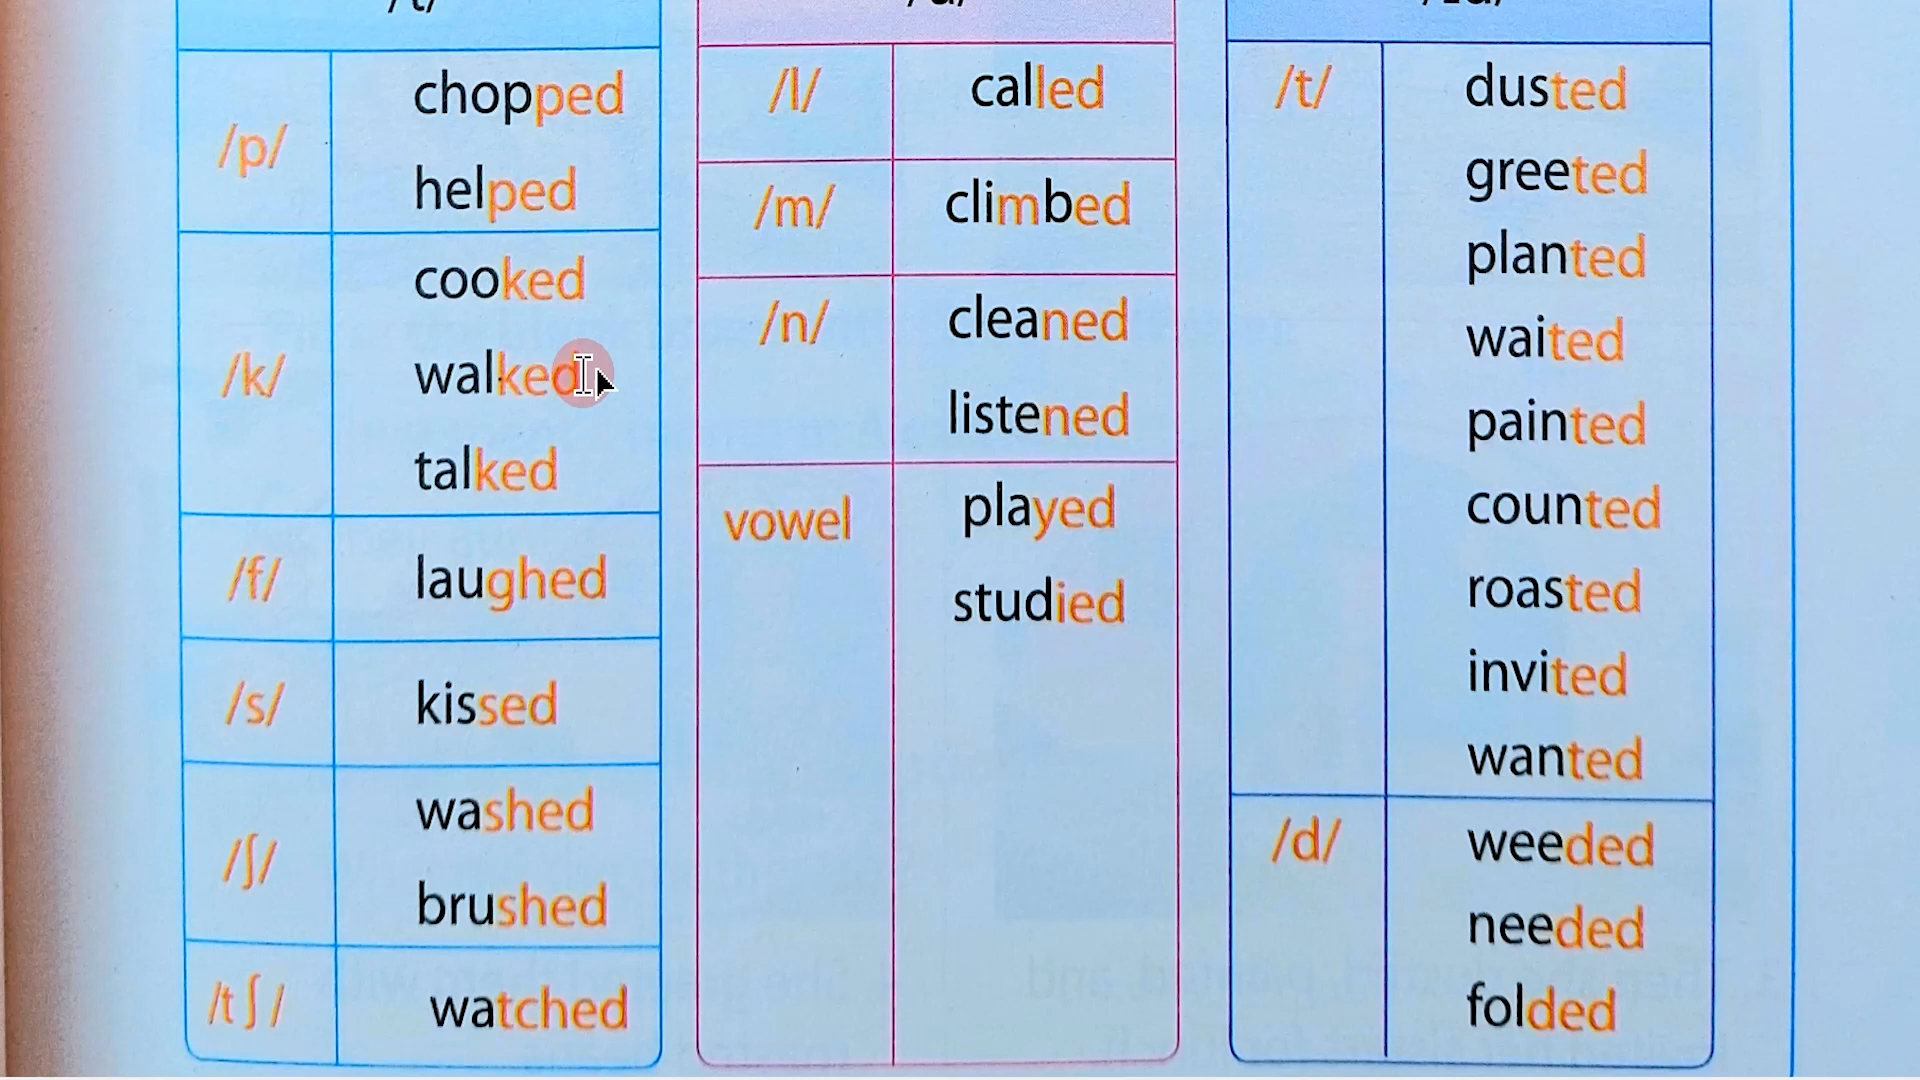 /t/
/p/
chopped
helped
/k/
cooked
walked
talked
/f/
laughed
/s/
kissed
/ʃ/
washed
brushed
/tʃ/
watched
/d/
/l/
called
/m/
climbed
/n/
cleaned
listened
vowel
played
studied
/ɪd/
/t/
dusted
greeted
planted
waited
painted
counted
roasted
invited
wanted
/d/
weeded
needed
folded